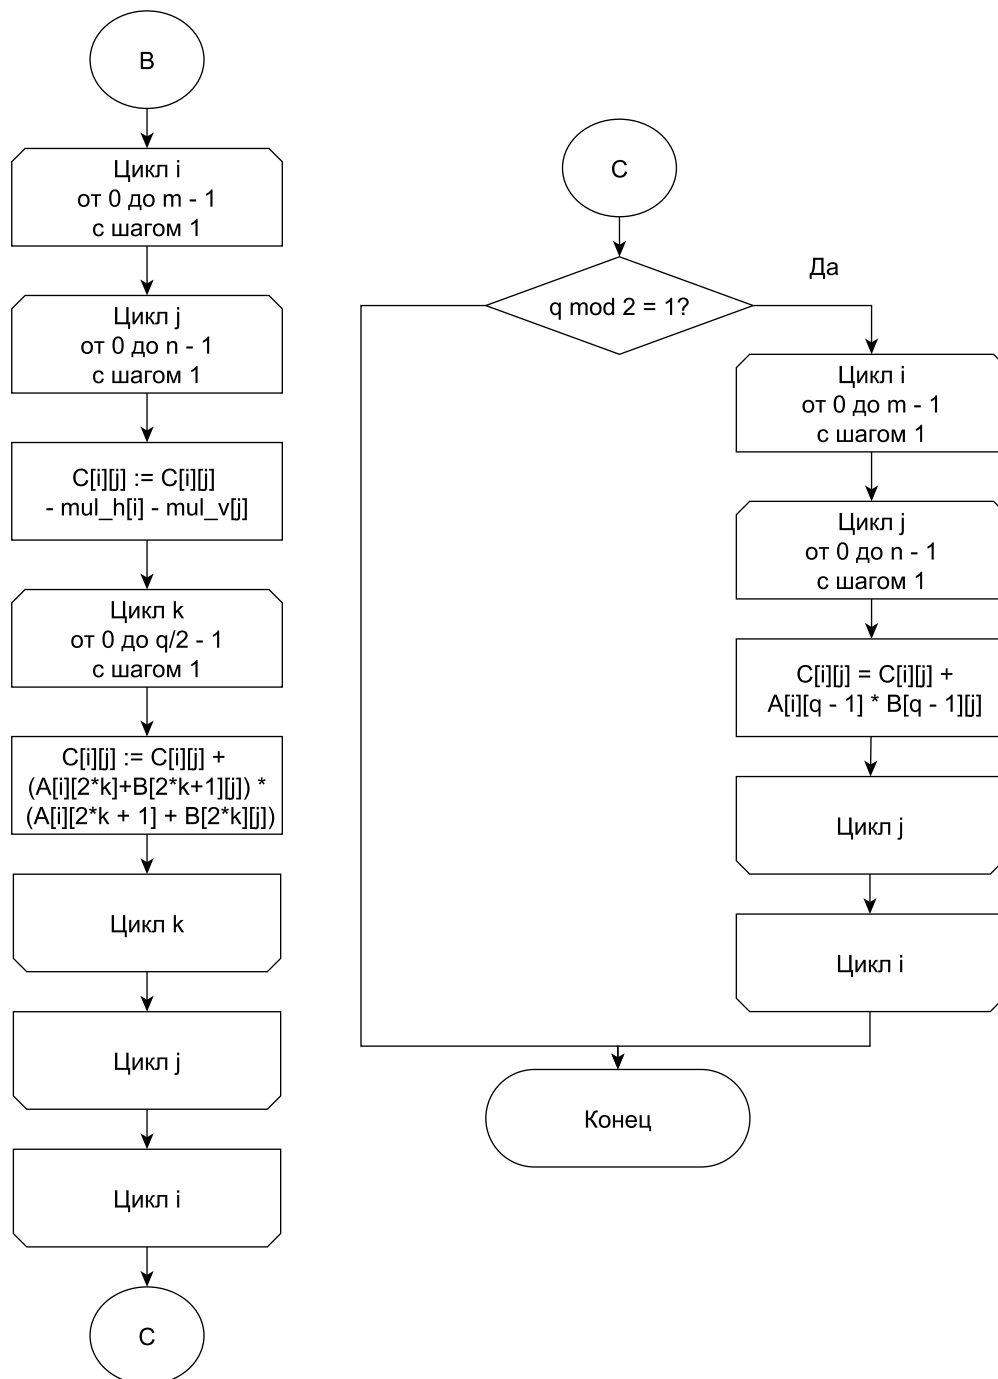 B
Цикл i
от 0 до m - 1
с шагом 1
Цикл j
от 0 до n - 1
с шагом 1
C[i][j] := C[i][j]
- mul_h[i] - mul_v[j]
Цикл k
от 0 до q/2 - 1
с шагом 1
C[i][j] := C[i][j] +
(A[i][2*k]+B[2*k+1][j]) *
(A[i][2*k + 1] + B[2*k][j])
Цикл k
Цикл j
Цикл i
C
C
q mod 2 = 1?
Да
Цикл i
от 0 до m - 1
с шагом 1
Цикл j
от 0 до n - 1
с шагом 1
C[i][j] = C[i][j] +
A[i][q - 1] * B[q - 1][j]
Цикл j
Цикл i
Конец